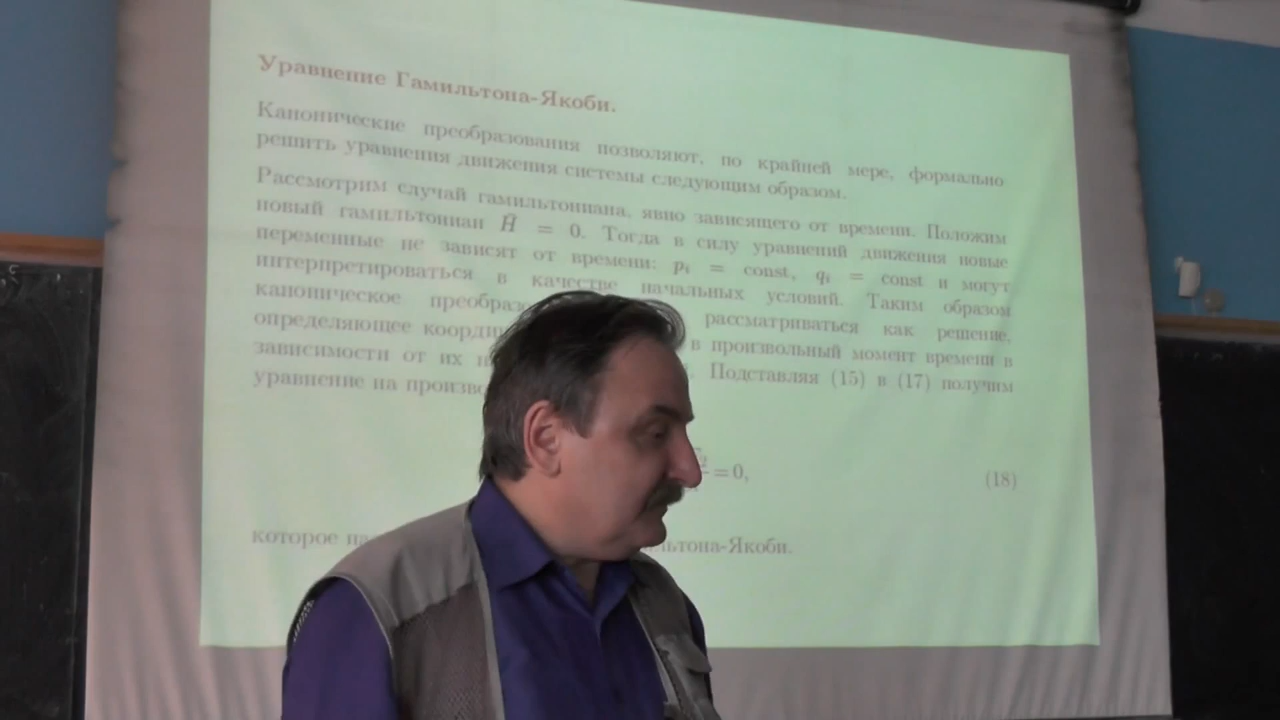 Уравнение Гамильтона-Якоби.
Канонические преобразования позволяют, по крайней мере, формально
решить уравнения движения системы следующим образом.
Рассмотрим случай гамильтониана, явно зависящего от времени. Положим
новый гамильтониан H̃ = 0. Тогда в силу уравнений движения новые
переменные не зависят от времени: pᵢ = const, qᵢ = const и могут
интерпретироваться в качестве начальных условий. Таким образом
каноническое преобразо рассматриваться как решение,
определяющее коорди в произвольный момент времени в
зависимости от их н . Подставляя (15) в (17) получим
уравнение на произво
= 0, (18)
которое на льтона-Якоби.